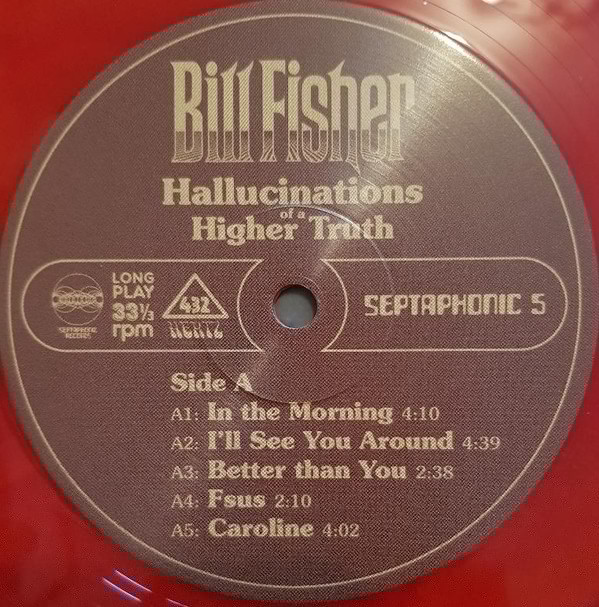 Bill Fisher
Hallucinations
of a
Higher Truth
LONG
PLAY
33⅓
rpm
SEPTAPHONIC
RECORDS
432
HERTZ
SEPTAPHONIC 5
Side A
A1: In the Morning 4:10
A2: I'll See You Around 4:39
A3: Better than You 2:38
A4: Fsus 2:10
A5: Caroline 4:02